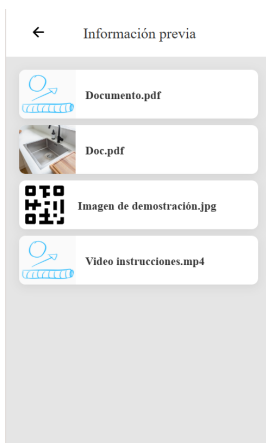 Información previa
Documento.pdf
Doc.pdf
Imagen de demostración.jpg
Video instrucciones.mp4